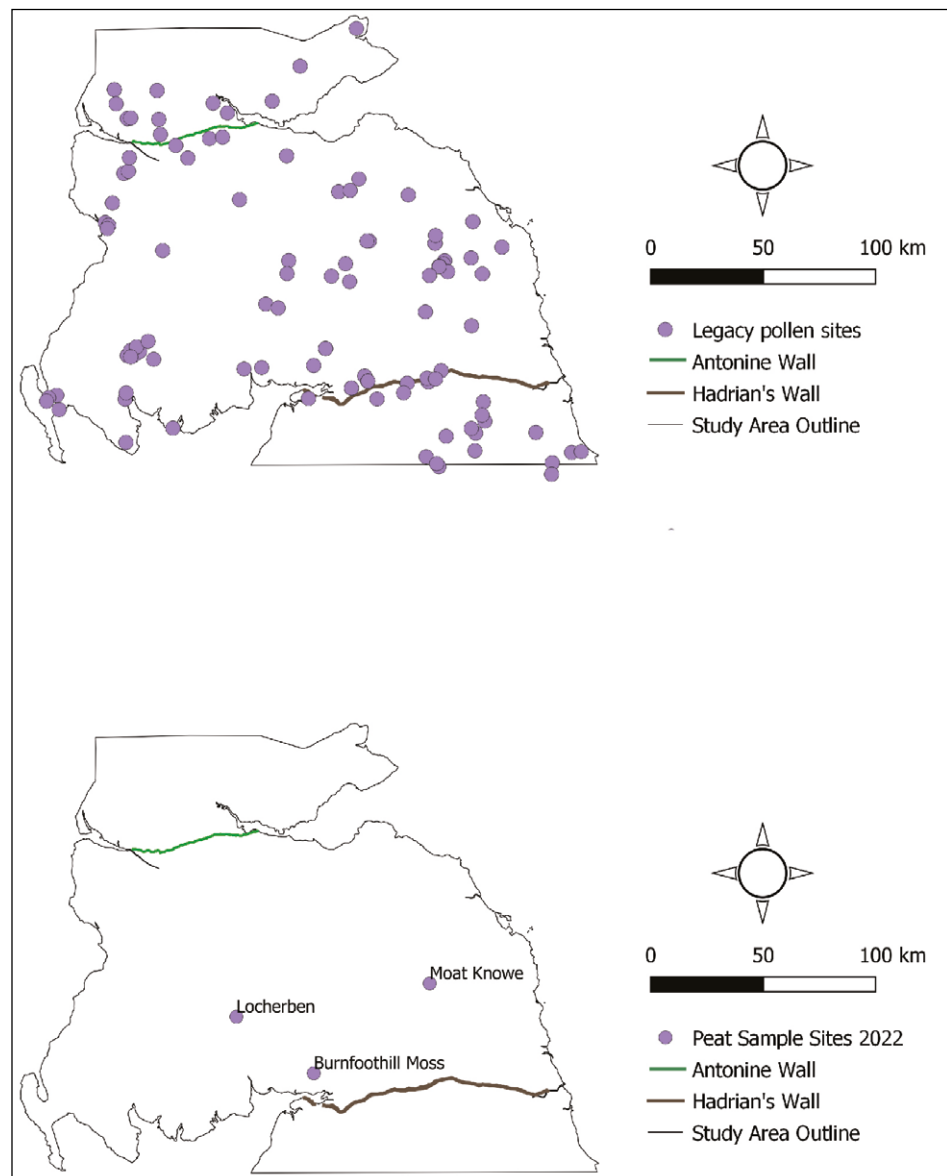 0 50 100 km
Legacy pollen sites
Antonine Wall
Hadrian's Wall
Study Area Outline
Moat Knowe
Locherben
Burnfoothill Moss
0 50 100 km
Peat Sample Sites 2022
Antonine Wall
Hadrian's Wall
Study Area Outline